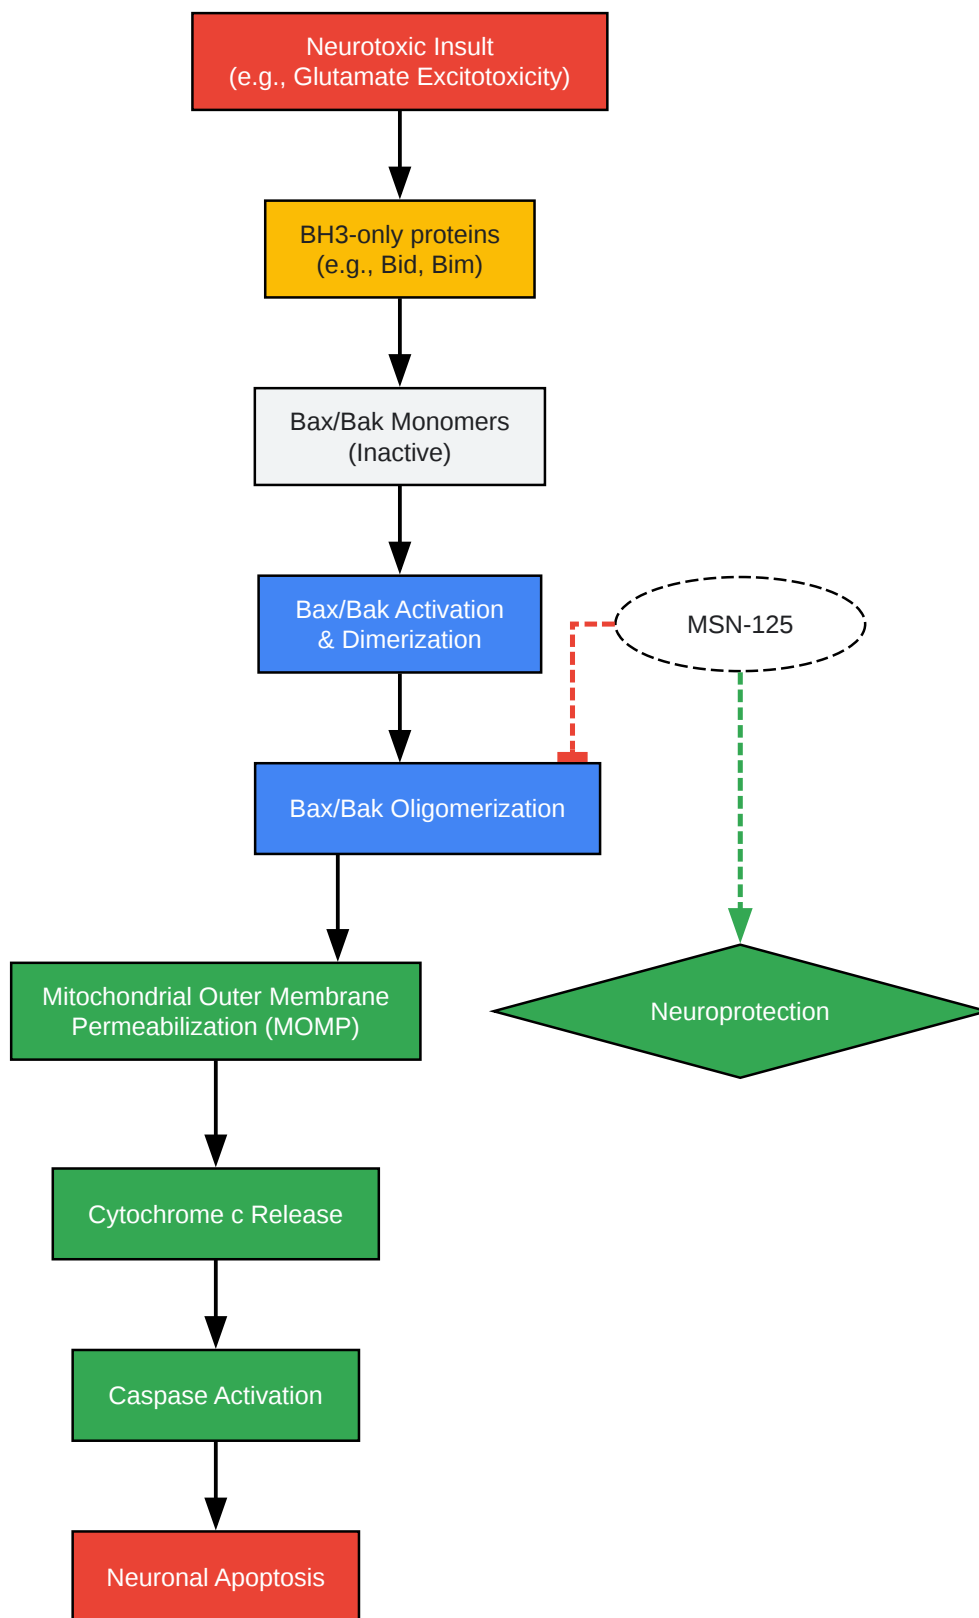 Neurotoxic Insult
(e.g., Glutamate Excitotoxicity)
BH3-only proteins
(e.g., Bid, Bim)
Bax/Bak Monomers
(Inactive)
Bax/Bak Activation
& Dimerization
MSN-125
Bax/Bak Oligomerization
Mitochondrial Outer Membrane
Permeabilization (MOMP)
Neuroprotection
Cytochrome c Release
Caspase Activation
Neuronal Apoptosis